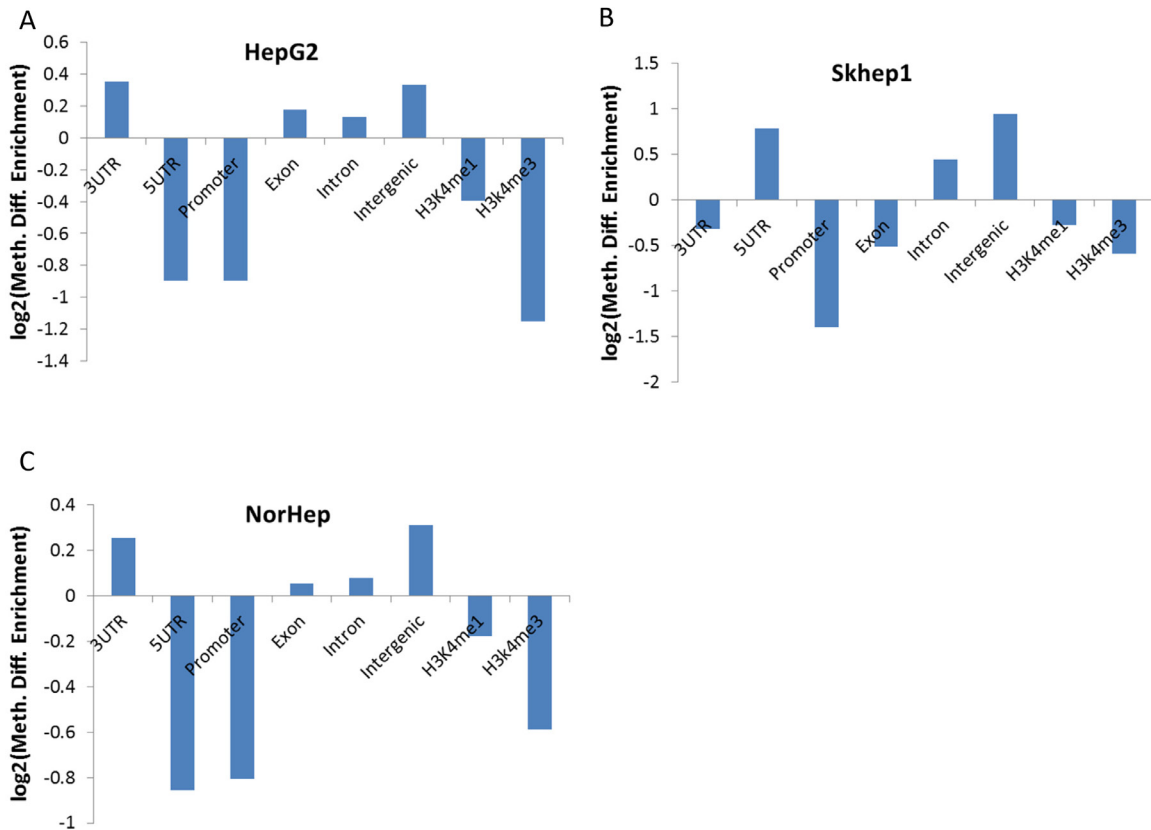 A
HepG2
log2(Meth. Diff. Enrichment)
0.6
0.4
0.2
0
-0.2
-0.4
-0.6
-0.8
-1
-1.2
-1.4
3UTR
5UTR
Promoter
Exon
Intron
Intergenic
H3K4me1
H3k4me3
B
Skhep1
log2(Meth. Diff. Enrichment)
1.5
1
0.5
0
-0.5
-1
-1.5
-2
3UTR
5UTR
Promoter
Exon
Intron
Intergenic
H3K4me1
H3k4me3
C
NorHep
log2(Meth. Diff. Enrichment)
0.4
0.2
0
-0.2
-0.4
-0.6
-0.8
-1
3UTR
5UTR
Promoter
Exon
Intron
Intergenic
H3K4me1
H3k4me3